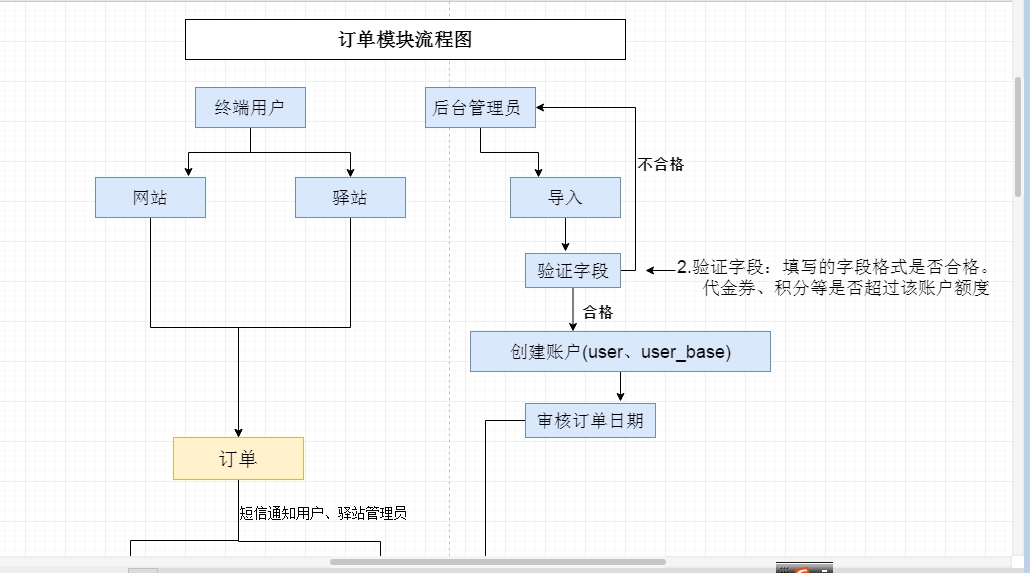 订单模块流程图
终端用户
后台管理员
不合格
网站
驿站
导入
验证字段
2.验证字段：填写的字段格式是否合格。
代金券、积分等是否超过该账户额度
合格
创建账户(user、user_base)
审核订单日期
订单
短信通知用户、驿站管理员